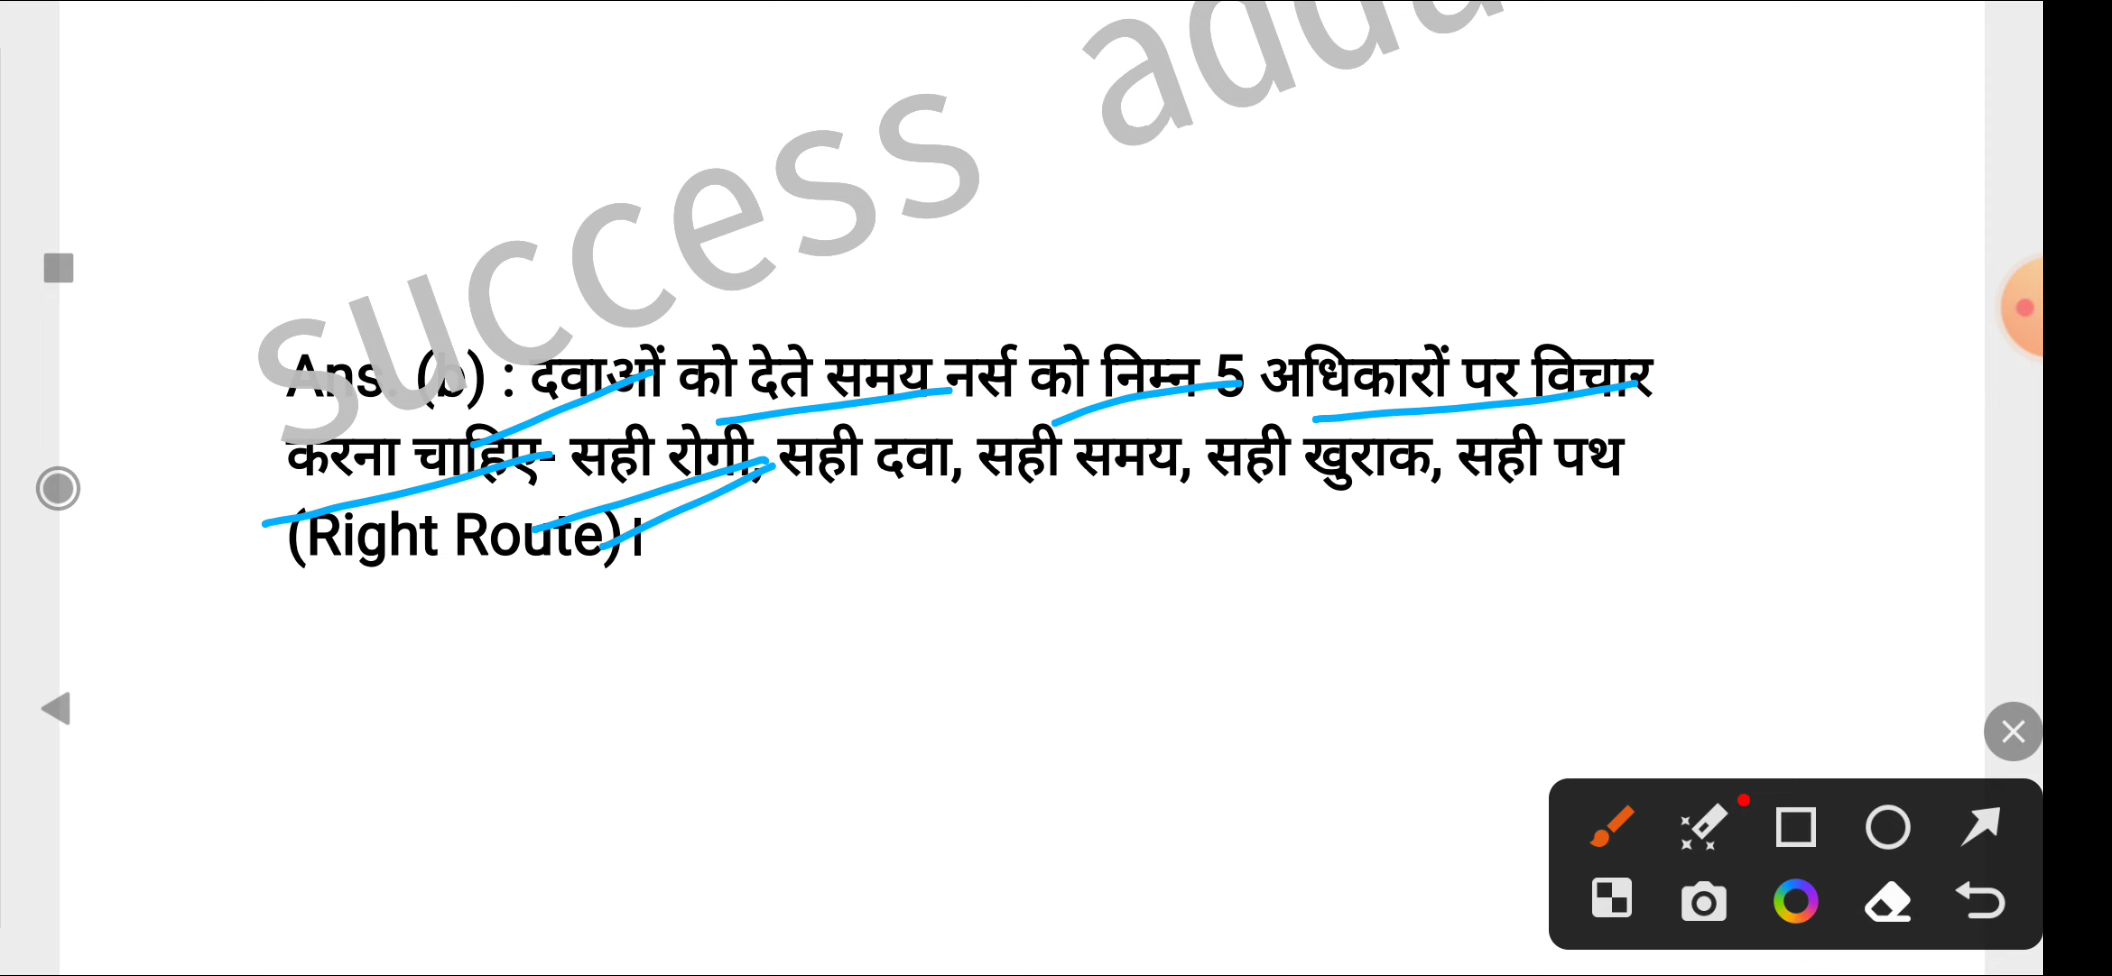 success adda
Ans. (b) : दवाओं को देते समय नर्स को निम्न 5 अधिकारों पर विचार
करना चाहिए- सही रोगी, सही दवा, सही समय, सही खुराक, सही पथ
(Right Route)।